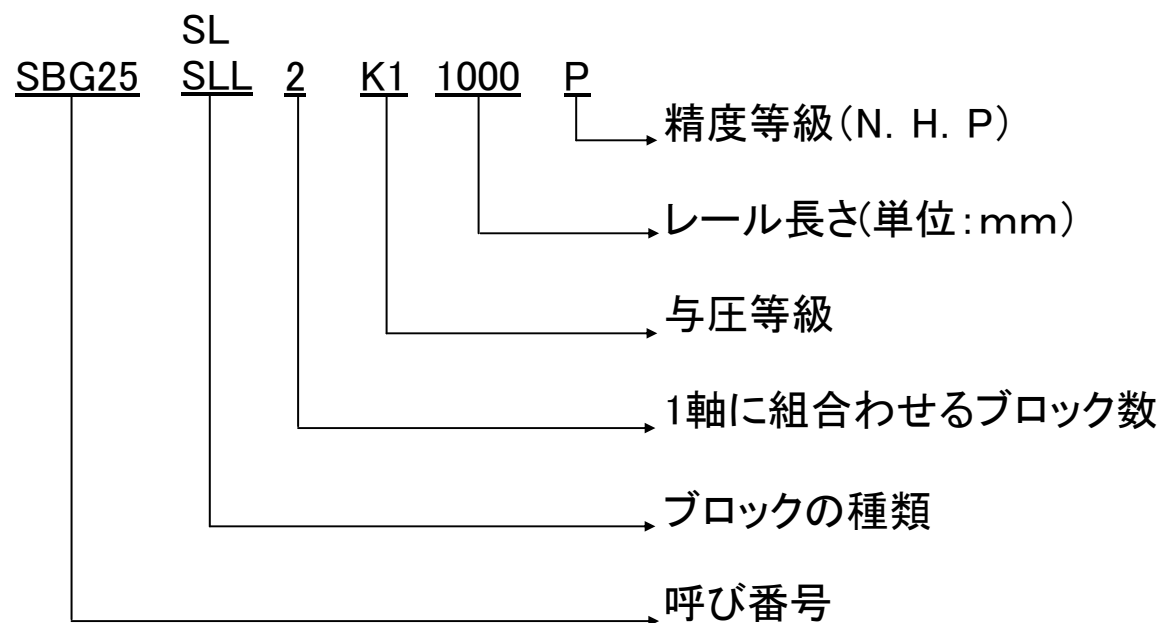 SL
SBG25 SLL 2 K1 1000 P
精度等級(N. H. P)
レール長さ(単位:mm)
与圧等級
1軸に組合わせるブロック数
ブロックの種類
呼び番号